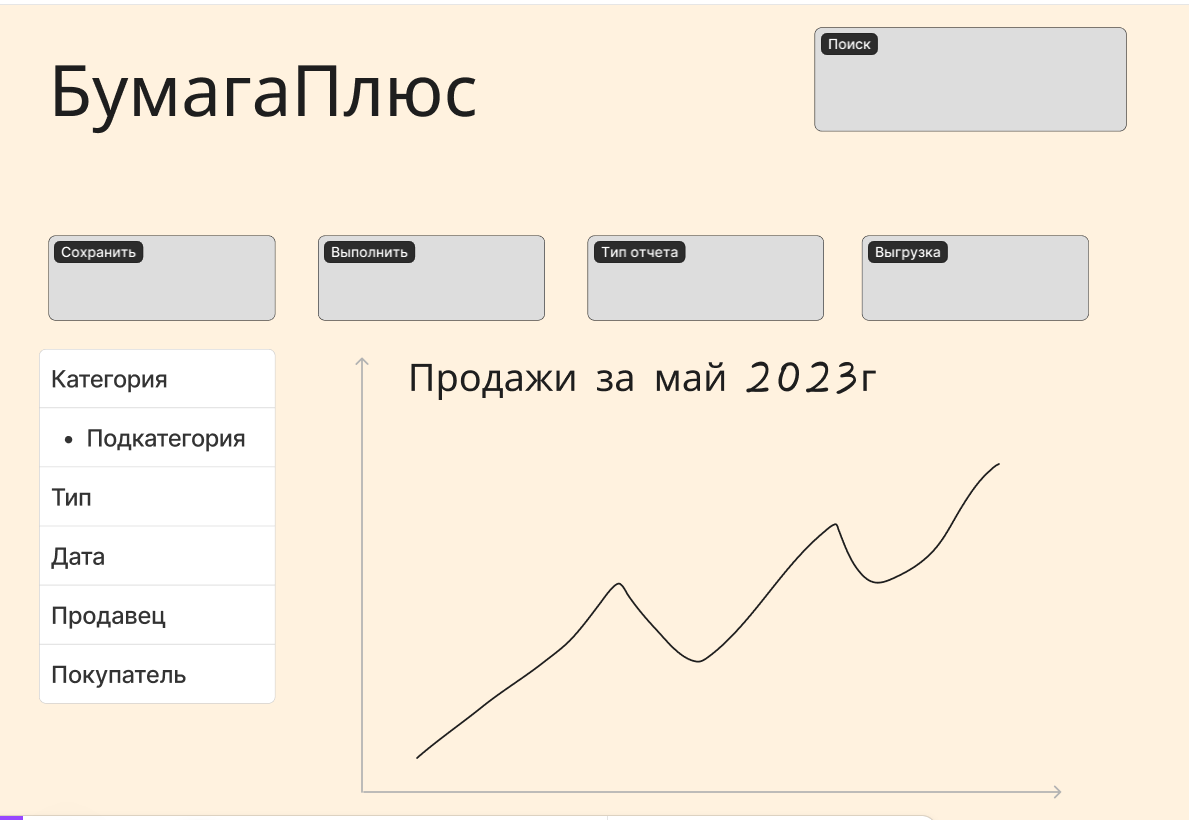 БумагаПлюс
Поиск
Сохранить
Выполнить
Тип отчета
Выгрузка
Категория
• Подкатегория
Тип
Дата
Продавец
Покупатель
Продажи за май 2023г